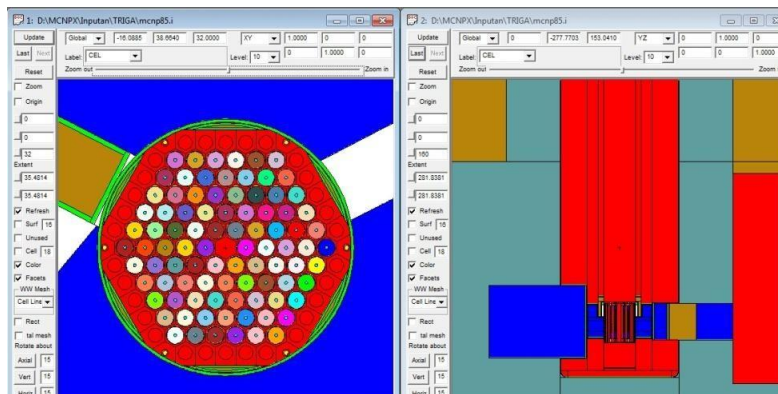 1: D:\MCNPX\Inputan\TRIGA\mcnp85.i
Update Global -16.0885 38.6640 32.0000 XY 1.0000 0 0
Last Next Label: CEL Level: 10 0 1.0000 0
Reset Zoom out Zoom in
Zoom
Origin
0
0
32
Extent
35.4814
35.4814
Refresh
Surf 16
Unused
Cell 18
Color
Facets
WW Mesh
Cell Line
Rect
tal mesh
Rotate about
Axial 15
Vert 15
Horiz 15
2: D:\MCNPX\Inputan\TRIGA\mcnp85.i
Update Global 0 -277.7703 153.0410 YZ 0 1.0000 0
Last Next Label: CEL Level: 10 0 0 1.0000
Reset Zoom out Zoom in
Zoom
Origin
0
0
160
Extent
281.8381
281.8381
Refresh
Surf 16
Unused
Cell 18
Color
Facets
WW Mesh
Cell Line
Rect
tal mesh
Rotate about
Axial 15
Vert 15
Horiz 15